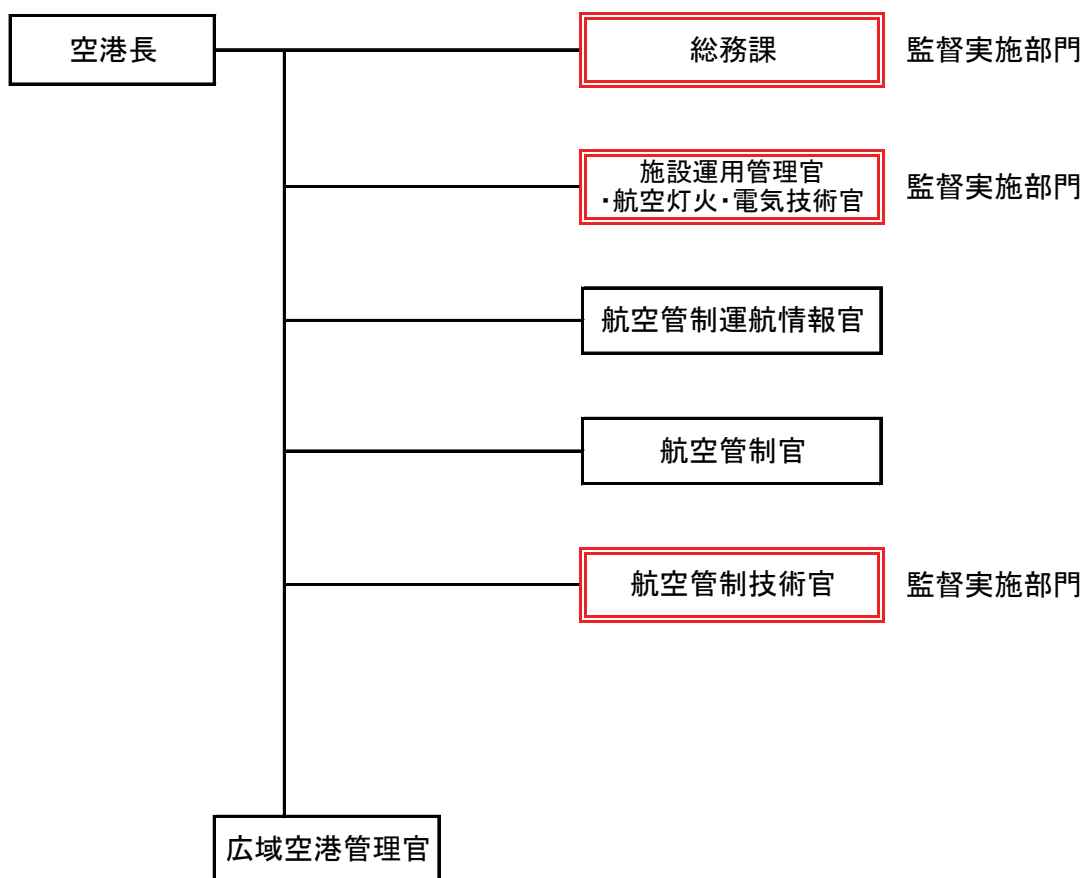 空港長
総務課
監督実施部門
施設運用管理官
・航空灯火・電気技術官
監督実施部門
航空管制運航情報官
航空管制官
航空管制技術官
監督実施部門
広域空港管理官